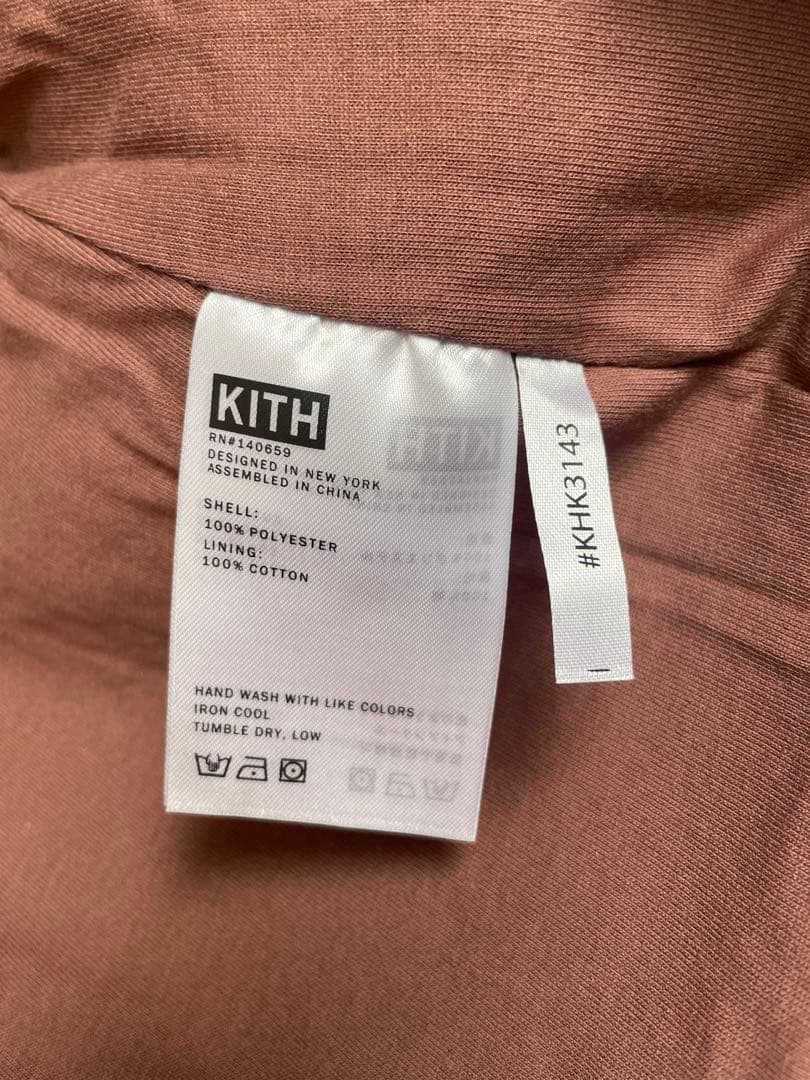 KITH
RN#140659
DESIGNED IN NEW YORK
ASSEMBLED IN CHINA
SHELL:
100% POLYESTER
LINING:
100% COTTON
HAND WASH WITH LIKE COLORS
IRON COOL
TUMBLE DRY, LOW
#KHK3143